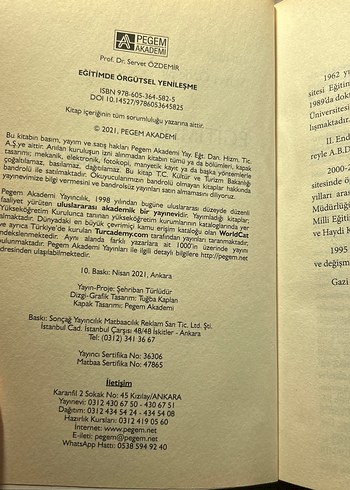 PEGEM
AKADEMİ
Prof. Dr. Servet ÖZDEMİR
EĞİTİMDE ÖRGÜTSEL YENİLEŞME
ISBN 978-605-364-582-5
DOI 10.14527/9786053645825
Kitap içeriğinin tüm sorumluluğu yazarına aittir.
© 2021, PEGEM AKADEMİ
Bu kitabın basım, yayım ve satış hakları Pegem Akademi Yay. Eğt. Dan. Hizm. Tic.
A.Ş.ye aittir. Anılan kuruluşun izni alınmadan kitabın tümü ya da bölümleri, kapak
tasarımı; mekanik, elektronik, fotokopi, manyetik kayıt ya da başka yöntemlerle
çoğaltılamaz, basılamaz, dağıtılamaz. Bu kitap T.C. Kültür ve Turizm Bakanlığı
bandrolü ile satılmaktadır. Okuyucularımızın bandrolü olmayan kitaplar hakkında
yayınevimize bilgi vermesini ve bandrolsüz yayınları satın almamasını diliyoruz.
Pegem Akademi Yayıncılık, 1998 yılından bugüne uluslararası düzeyde düzenli
faaliyet yürüten uluslararası akademik bir yayınevidir. Yayımladığı kitaplar;
Yükseköğretim Kurulunca tanınan yükseköğretim kurumlarının kataloglarında yer
almaktadır. Dünyadaki en büyük çevrimiçi kamu erişim kataloğu olan WorldCat
ve ayrıca Türkiye'de kurulan Turcademy.com tarafından yayınları taranmaktadır,
indekslenmektedir. Aynı alanda farklı yazarlara ait 1000'in üzerinde yayını
bulunmaktadır. Pegem Akademi Yayınları ile ilgili detaylı bilgilere http://pegem.net
adresinden ulaşılabilmektedir.
10. Baskı: Nisan 2021, Ankara
Yayın-Proje: Şehriban Türlüdür
Dizgi-Grafik Tasarım: Tuğba Kaplan
Kapak Tasarımı: Pegem Akademi
Baskı: Sonçağ Yayıncılık Matbaacılık Reklam San Tic. Ltd. Şti.
İstanbul Cad. İstanbul Çarşısı 48/48 İskitler - Ankara
Tel: (0312) 341 36 67
Yayıncı Sertifika No: 36306
Matbaa Sertifika No: 47865
İletişim
Karanfil 2 Sokak No: 45 Kızılay/ANKARA
Yayınevi: 0312 430 67 50 - 430 67 51
Dağıtım: 0312 434 54 24 - 434 54 08
Hazırlık Kursları: 0312 419 05 60
İnternet: www.pegem.net
E-ileti: pegem@pegem.net
WhatsApp Hattı: 0538 594 92 40
1962 yı
sitesi Eğitim
1989'da dokt
Üniversitesi
lışmaktadır.
II. End
reyle A.B.D
2000-2
sitesinde ö
yılları aras
Müdürlüğü
Milli Eğiti
ve Haydi K
1995
ve değişm
Gazi